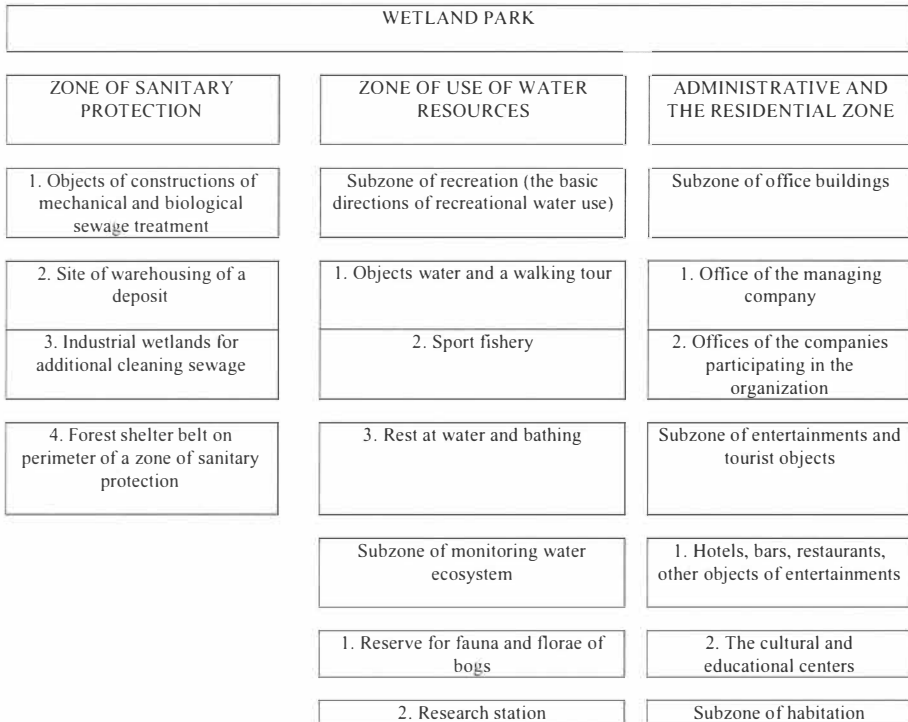 WETLAND PARK
ZONE OF SANITARY
PROTECTION
1. Objects of constructions of
mechanical and biological
sewage treatment
2. Site of warehousing of a
deposit
3. Industrial wetlands for
additional cleaning sewage
4. Forest shelter belt on
perimeter of a zone of sanitary
protection
ZONE OF USE OF WATER
RESOURCES
Subzone of recreation (the basic
directions of recreational water use)
1. Objects water and a walking tour
2. Sport fishery
3. Rest at water and bathing
Subzone of monitoring water
ecosystem
1. Reserve for fauna and florae of
bogs
2. Research station
ADMINISTRATIVE AND
THE RESIDENTIAL ZONE
Subzone of office buildings
1. Office of the managing
company
2. Offices of the companies
participating in the
organization
Subzone of entertainments and
tourist objects
1. Hotels, bars, restaurants,
other objects of entertainments
2. The cultural and
educational centers
Subzone of habitation